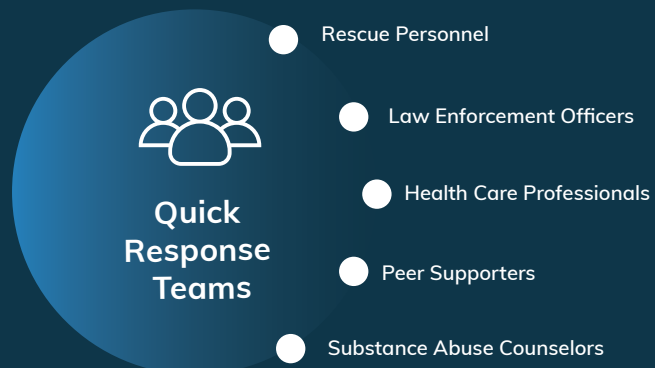 Rescue Personnel
Law Enforcement Officers
Health Care Professionals
Quick
Response
Teams
Peer Supporters
Substance Abuse Counselors